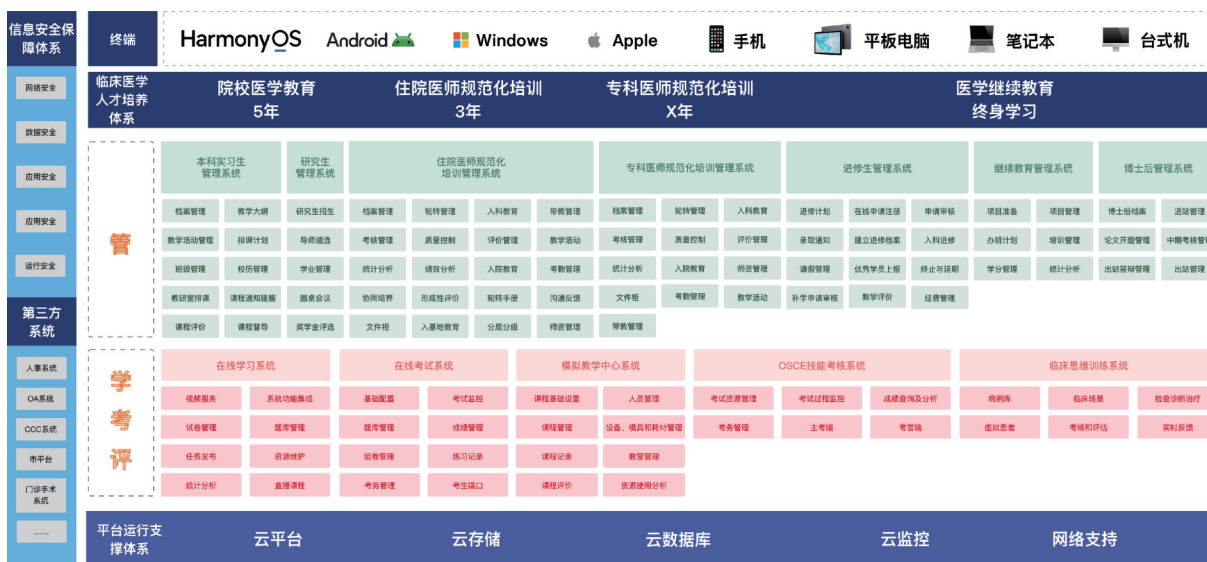 信息安全保
障体系
网络安全
数据安全
应用安全
应用安全
运行安全
第三方
系统
人事系统
OA系统
CCC系统
市平台
门诊手术
系统
......
终端
HarmonyOS Android Windows Apple 手机 平板电脑 笔记本 台式机
临床医学
人才培养
体系
院校医学教育
5年
住院医师规范化培训
3年
专科医师规范化培训
X年
医学继续教育
终身学习
管
本科实习生
管理系统
研究生
管理系统
住院医师规范化
培训管理系统
专科医师规范化培训管理系统
进修生管理系统
继续教育管理系统
博士后管理系统
档案管理 教学大纲 研究生招生 档案管理 轮转管理 入科教育 带教管理 档案管理 轮转管理 入科教育 进修计划 在线申请注册 申请审核 项目准备 项目管理 博士后档案 进站管理
教学活动管理 排课计划 导师遴选 考核管理 质量控制 评价管理 教学活动 考核管理 质量控制 评价管理 录取通知 建立进修档案 入科进修 办班计划 培训管理 论文开题管理 中期考核管
班级管理 校历管理 学业管理 统计分析 绩效分析 入院教育 考勤管理 统计分析 入院教育 师资管理 请假管理 优秀学员上报 终止与延期 学分管理 统计分析 出站答辩管理 出站管理
教研室排课 课程通知提醒 圆桌会议 协同培养 形成性评价 轮转手册 沟通反馈 文件柜 考勤管理 教学活动 补学申请审核 教学评价 经费管理
课程评价 课程督导 奖学金评选 文件柜 入基地教育 分层分级 师资管理 带教管理
学
考
评
在线学习系统 在线考试系统 模拟教学中心系统 OSCE技能考核系统 临床思维训练系统
视频服务 系统功能集成 基础配置 考试监控 课程基础设置 人员管理 考试资源管理 考试过程监控 成绩查询及分析 病例库 临床场景 检查诊断治疗
试卷管理 题库管理 题库管理 成绩管理 课程管理 设备、模具和耗材管理 考务管理 主考端 考官端 虚拟患者 考核和评估 实时反馈
任务发布 资源维护 组卷管理 练习记录 课程记录 教室管理
统计分析 直播课程 考务管理 考生端口 课程评价 资源使用分析
平台运行支
撑体系
云平台 云存储 云数据库 云监控 网络支持